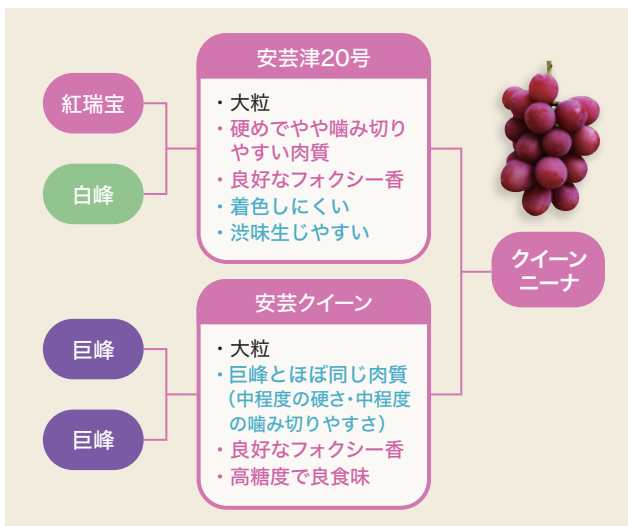 紅瑞宝
白峰
安芸津20号
・大粒
・硬めでやや噛み切り
やすい肉質
・良好なフォクシー香
・着色しにくい
・渋味生じやすい
巨峰
巨峰
安芸クイーン
・大粒
・巨峰とほぼ同じ肉質
（中程度の硬さ・中程度
の噛み切りやすさ）
・良好なフォクシー香
・高糖度で良食味
クイーン
ニーナ